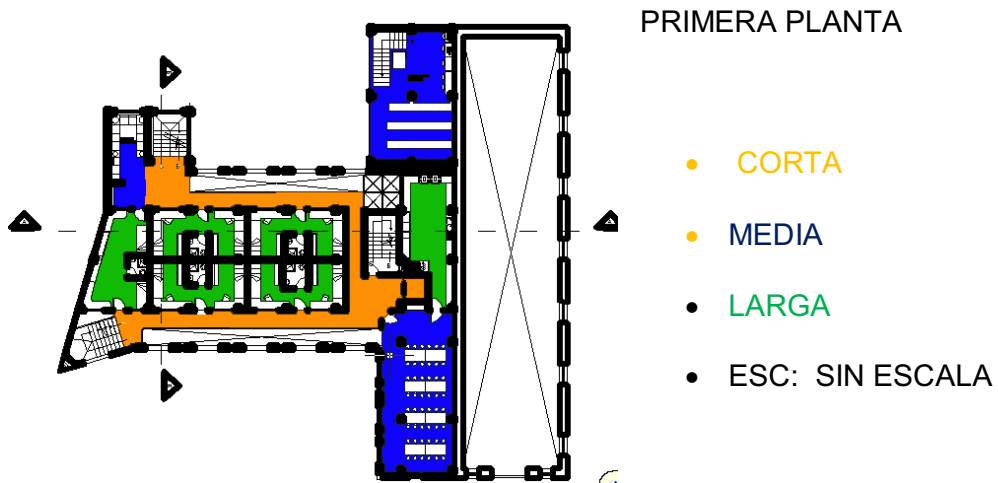 PRIMERA PLANTA
CORTA
MEDIA
LARGA
ESC: SIN ESCALA